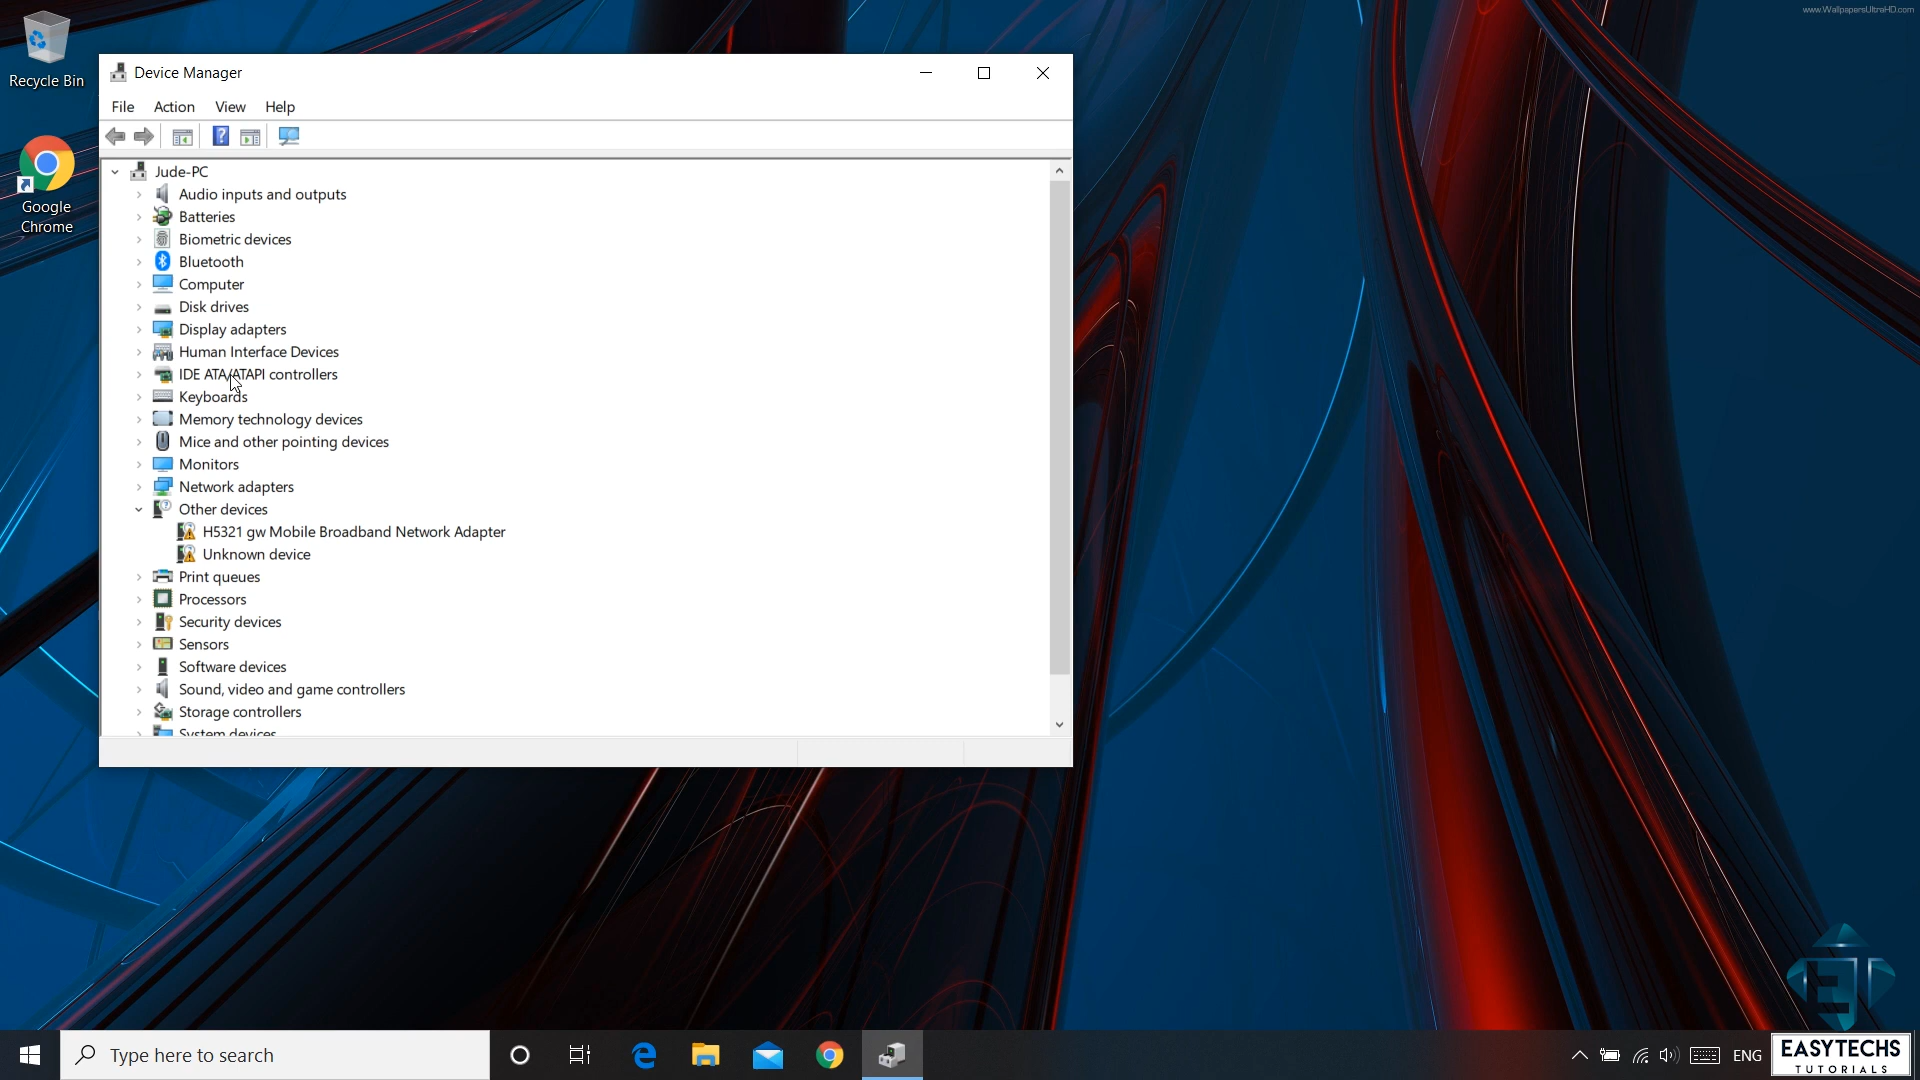 www.WallpapersUltraHD.com
Recycle Bin
Google
Chrome
Device Manager
File Action View Help
Jude-PC
Audio inputs and outputs
Batteries
Biometric devices
Bluetooth
Computer
Disk drives
Display adapters
Human Interface Devices
IDE ATA/ATAPI controllers
Keyboards
Memory technology devices
Mice and other pointing devices
Monitors
Network adapters
Other devices
H5321 gw Mobile Broadband Network Adapter
Unknown device
Print queues
Processors
Security devices
Sensors
Software devices
Sound, video and game controllers
Storage controllers
System devices
Type here to search
ENG
EASYTECHS
TUTORIALS